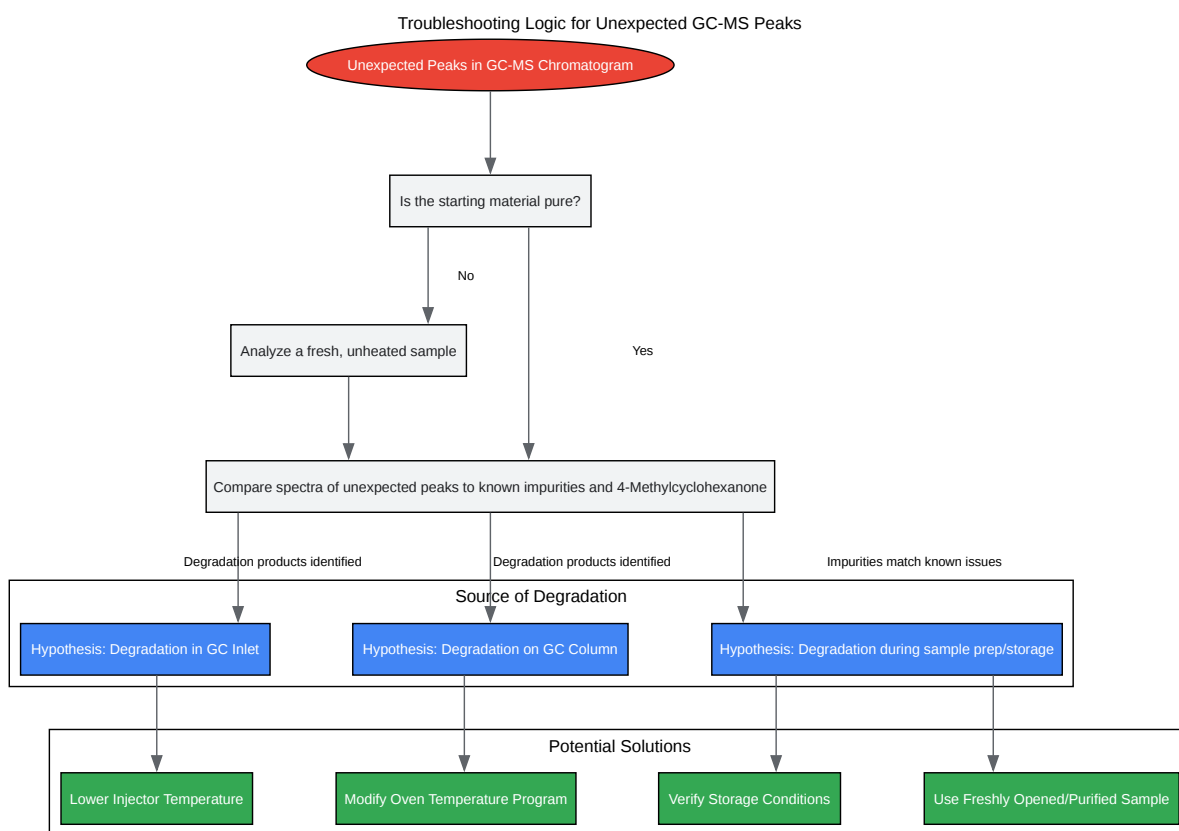 Troubleshooting Logic for Unexpected GC-MS Peaks
Unexpected Peaks in GC-MS Chromatogram
Is the starting material pure?
No
Analyze a fresh, unheated sample
Yes
Compare spectra of unexpected peaks to known impurities and 4-Methylcyclohexanone
Degradation products identified
Degradation products identified
Impurities match known issues
Source of Degradation
Hypothesis: Degradation in GC Inlet
Hypothesis: Degradation on GC Column
Hypothesis: Degradation during sample prep/storage
Potential Solutions
Lower Injector Temperature
Modify Oven Temperature Program
Verify Storage Conditions
Use Freshly Opened/Purified Sample